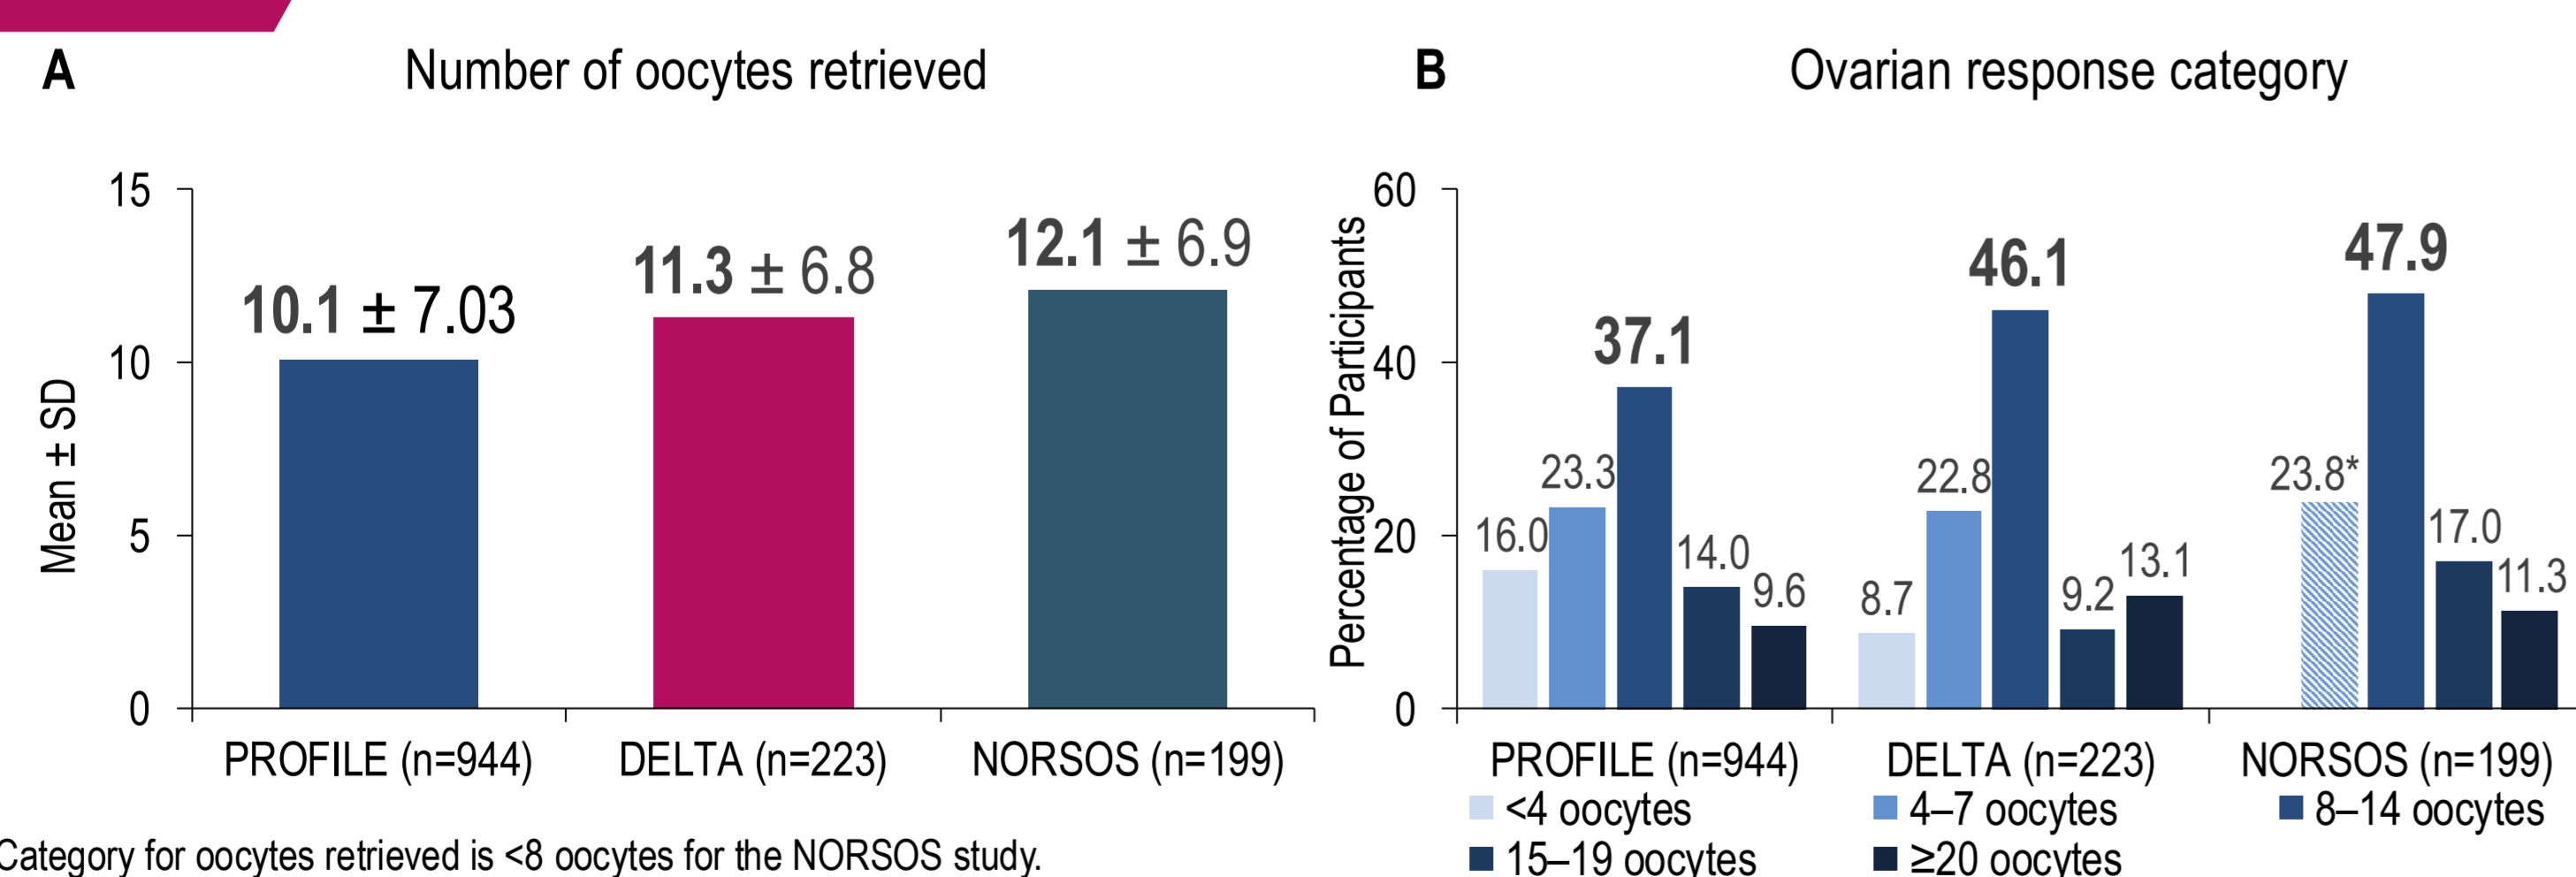 A
Number of oocytes retrieved
Mean ± SD
15
10
5
0
10.1 ± 7.03
11.3 ± 6.8
12.1 ± 6.9
PROFILE (n=944)
DELTA (n=223)
NORSOS (n=199)
Category for oocytes retrieved is <8 oocytes for the NORSOS study.
B
Ovarian response category
Percentage of Participants
60
40
20
0
16.0
23.3
37.1
14.0
9.6
8.7
22.8
46.1
9.2
13.1
23.8*
47.9
17.0
11.3
PROFILE (n=944)
DELTA (n=223)
NORSOS (n=199)
<4 oocytes
4–7 oocytes
8–14 oocytes
15–19 oocytes
≥20 oocytes